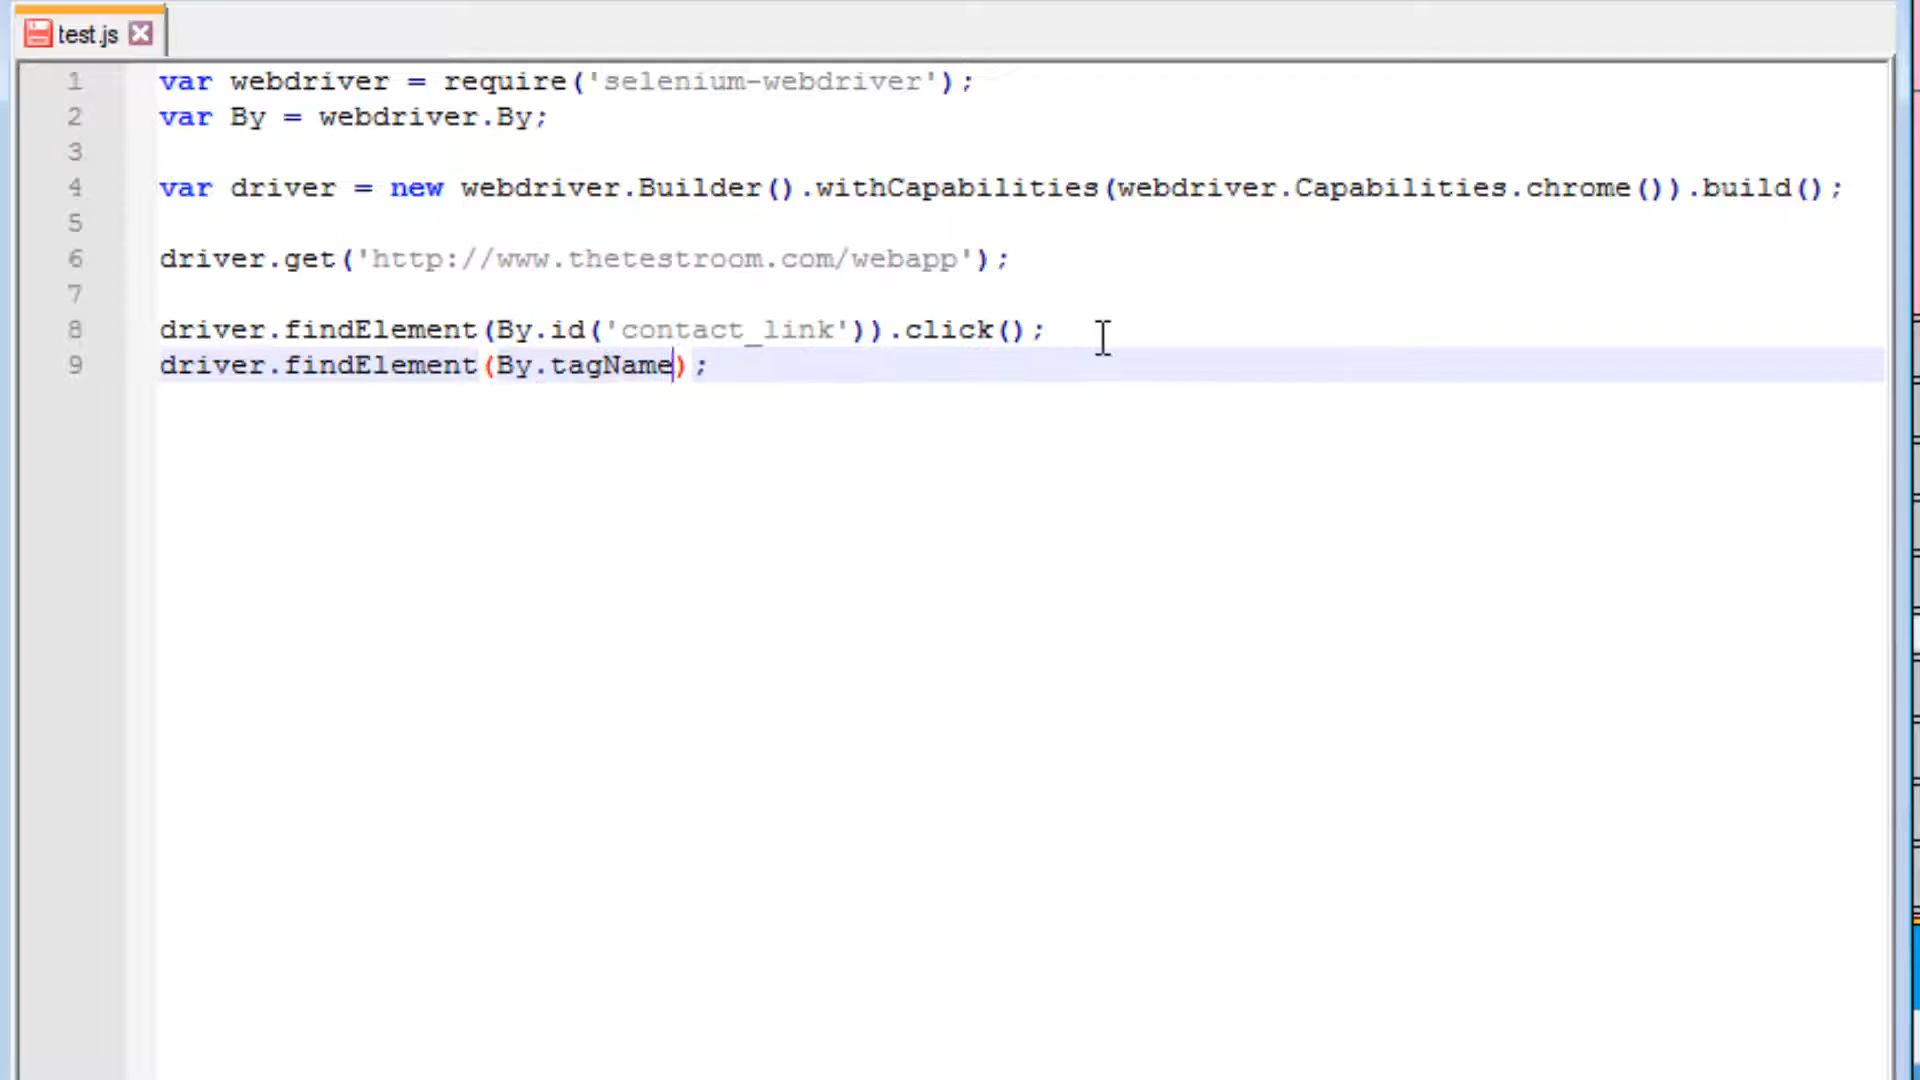 test.js
1 var webdriver = require('selenium-webdriver');
2 var By = webdriver.By;
3
4 var driver = new webdriver.Builder().withCapabilities(webdriver.Capabilities.chrome()).build();
5
6 driver.get('http://www.thetestroom.com/webapp');
7
8 driver.findElement(By.id('contact_link')).click();
9 driver.findElement(By.tagName);